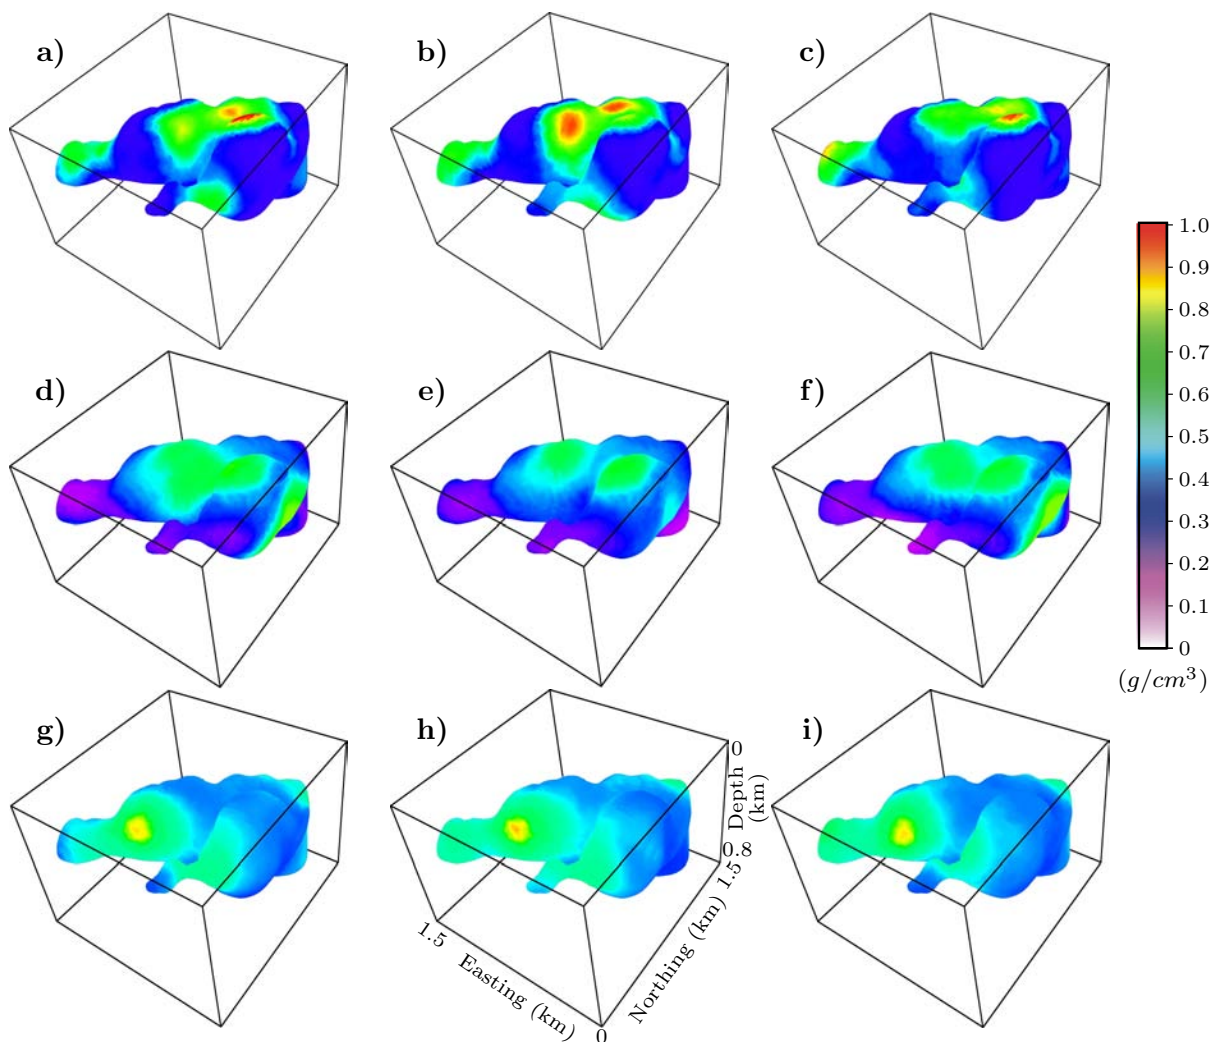 a)
b)
c)
1.0
0.9
0.8
0.7
0.6
0.5
0.4
0.3
0.2
0.1
0
(g/cm³)
d)
e)
f)
g)
h)
i)
0
Depth
(km)
0.8
1.5
Northing (km)
1.5
Easting (km)
0